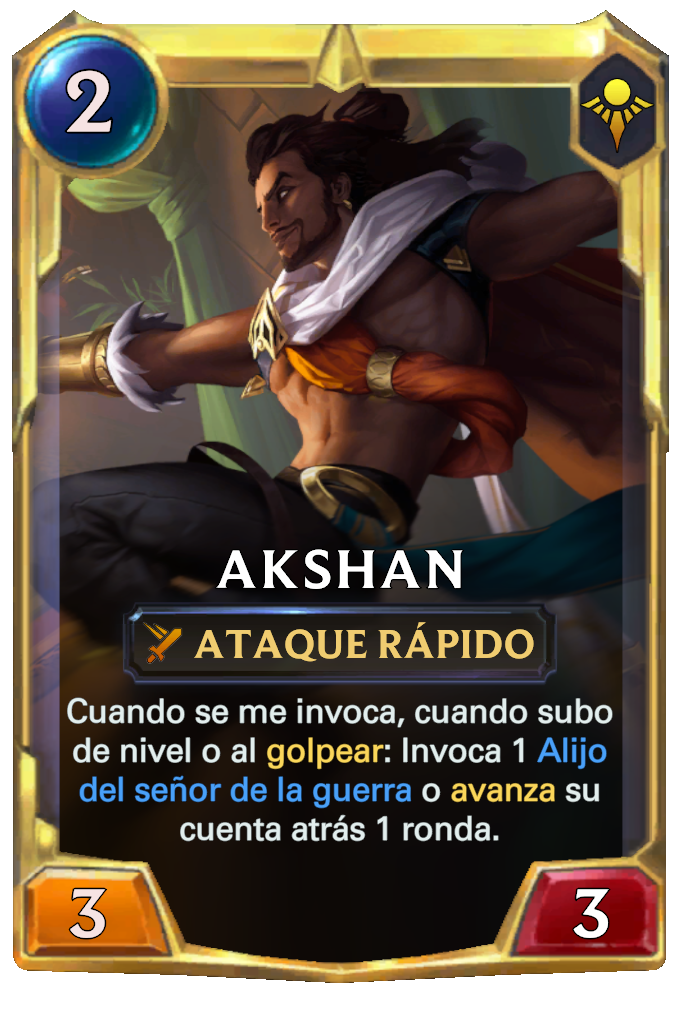 2
AKSHAN
ATAQUE RÁPIDO
Cuando se me invoca, cuando subo
de nivel o al golpear: Invoca 1 Alijo
del señor de la guerra o avanza su
cuenta atrás 1 ronda.
3
3